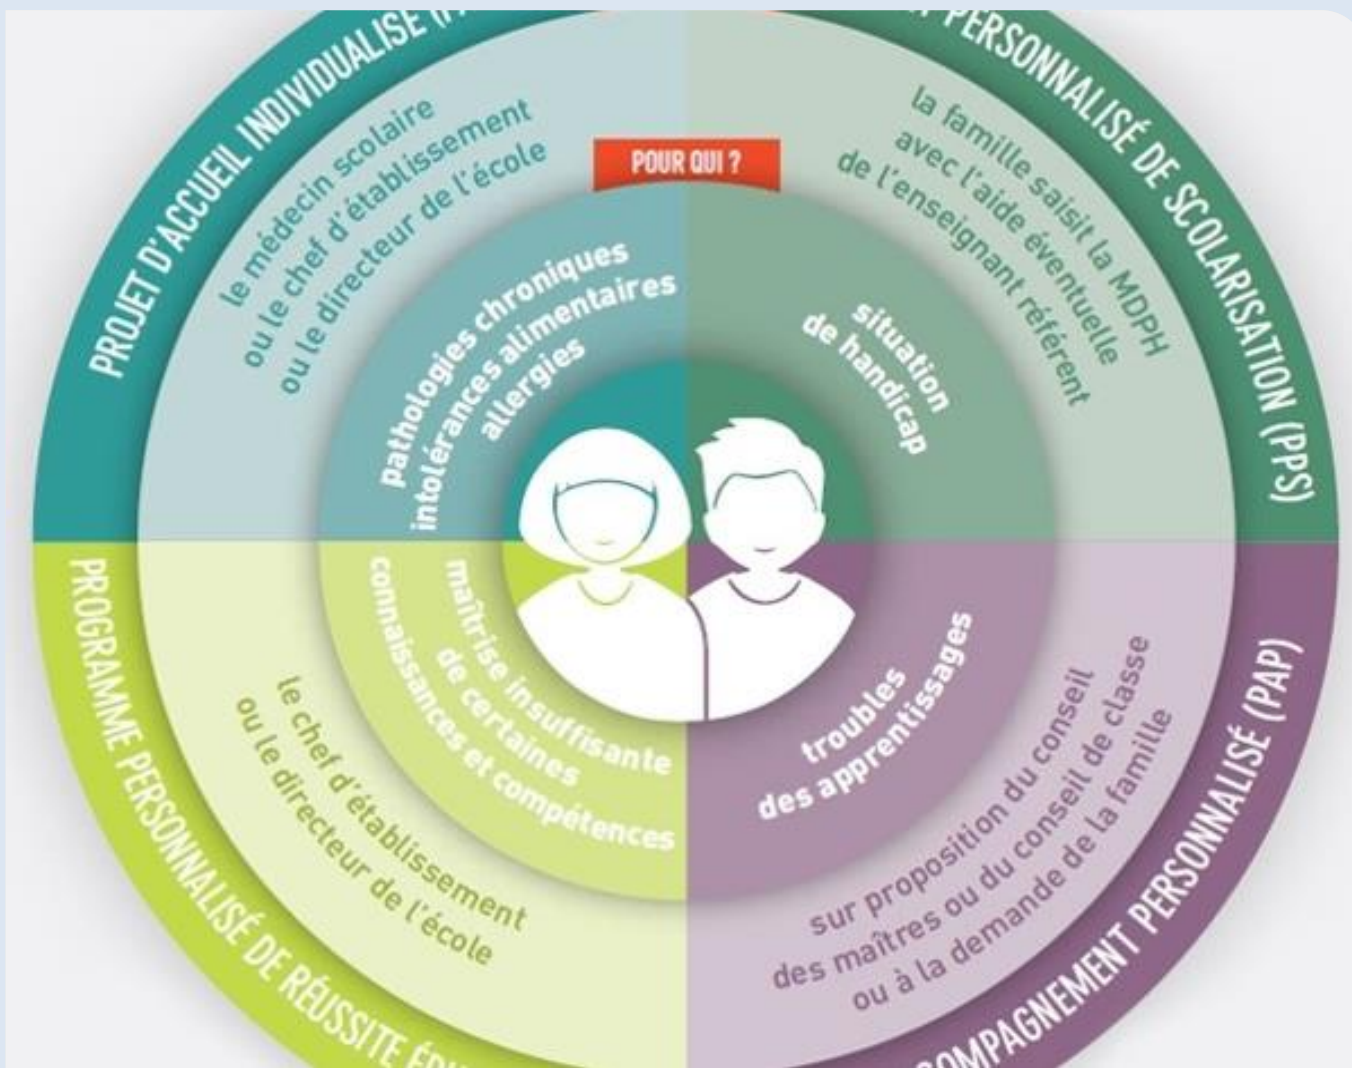 PROJET D'ACCUEIL INDIVIDUALISÉ
le médecin scolaire
ou le chef d'établissement
ou le directeur de l'école
pathologies chroniques
intolérances alimentaires
allergies
POUR QUI ?
PERSONNALISÉ DE SCOLARISATION (PPS)
la famille saisit la MDPH
avec l'aide éventuelle
de l'enseignant référent
situation
de handicap
PROGRAMME PERSONNALISÉ DE RÉUSSITE
le chef d'établissement
ou le directeur de l'école
maîtrise insuffisante
de certaines
connaissances et compétences
COMPAGNEMENT PERSONNALISÉ (PAP)
sur proposition du conseil
des maîtres ou du conseil de classe
ou à la demande de la famille
troubles
des apprentissages